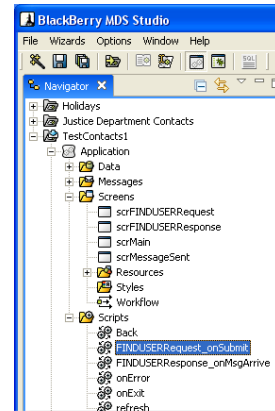 BlackBerry MDS Studio
File Wizards Options Window Help
SQL
Navigator
Holidays
Justice Department Contacts
TestContacts1
Application
Data
Messages
Screens
scrFINDUSERRequest
scrFINDUSERResponse
scrMain
scrMessageSent
Resources
Styles
Workflow
Scripts
Back
FINDUSERRequest_onSubmit
FINDUSERResponse_onMsgArrive
onError
onExit
refresh